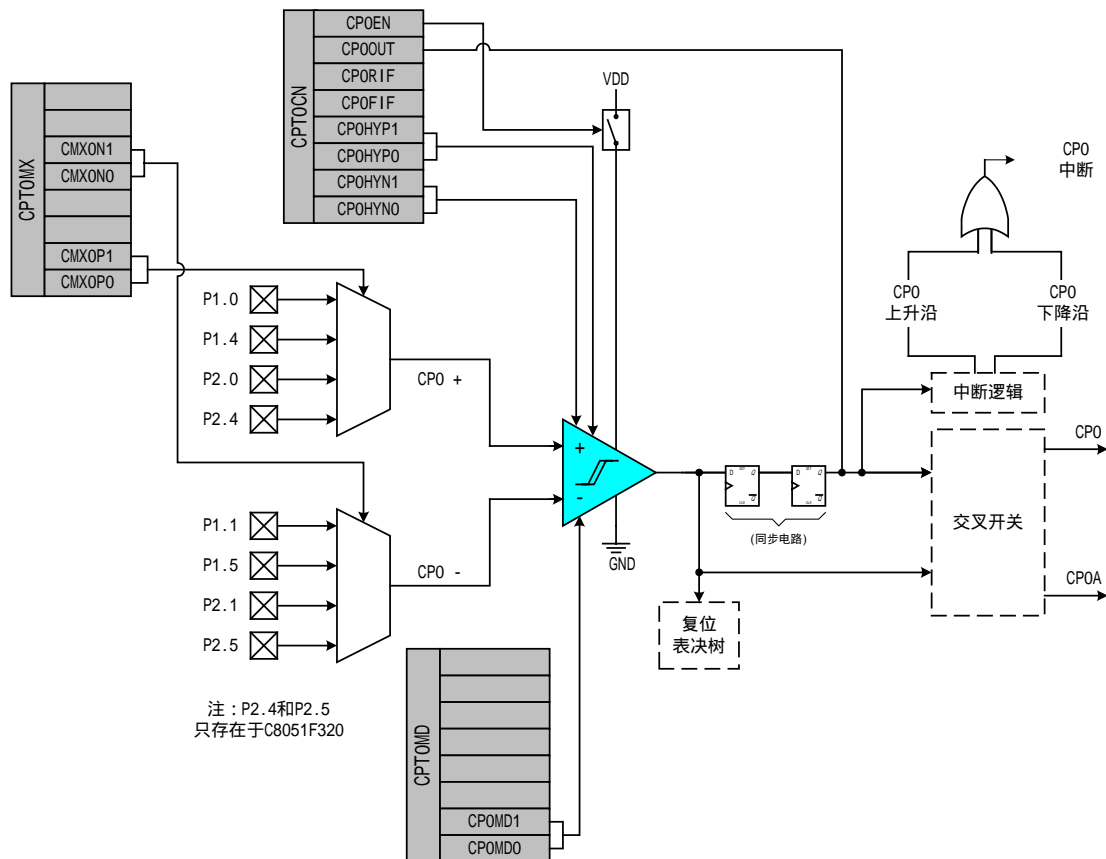 CP0EN
CP0OUT
CP0RIF
CP0FIF
CP0HYP1
CP0HYP0
CP0HYN1
CP0HYN0
CPT0CN
VDD
CMX0N1
CMX0N0
CMX0P1
CMX0P0
CPT0MX
CP0
中断
CP0
上升沿
CP0
下降沿
中断逻辑
P1.0
P1.4
P2.0
P2.4
CP0 +
+
-
D
SET
Q
CLR
Q
D
SET
Q
CLR
Q
(同步电路)
交叉开关
CP0
CP0A
P1.1
P1.5
P2.1
P2.5
CP0 -
GND
复位
表决树
注：P2.4和P2.5
只存在于C8051F320
CPT0MD
CP0MD1
CP0MD0